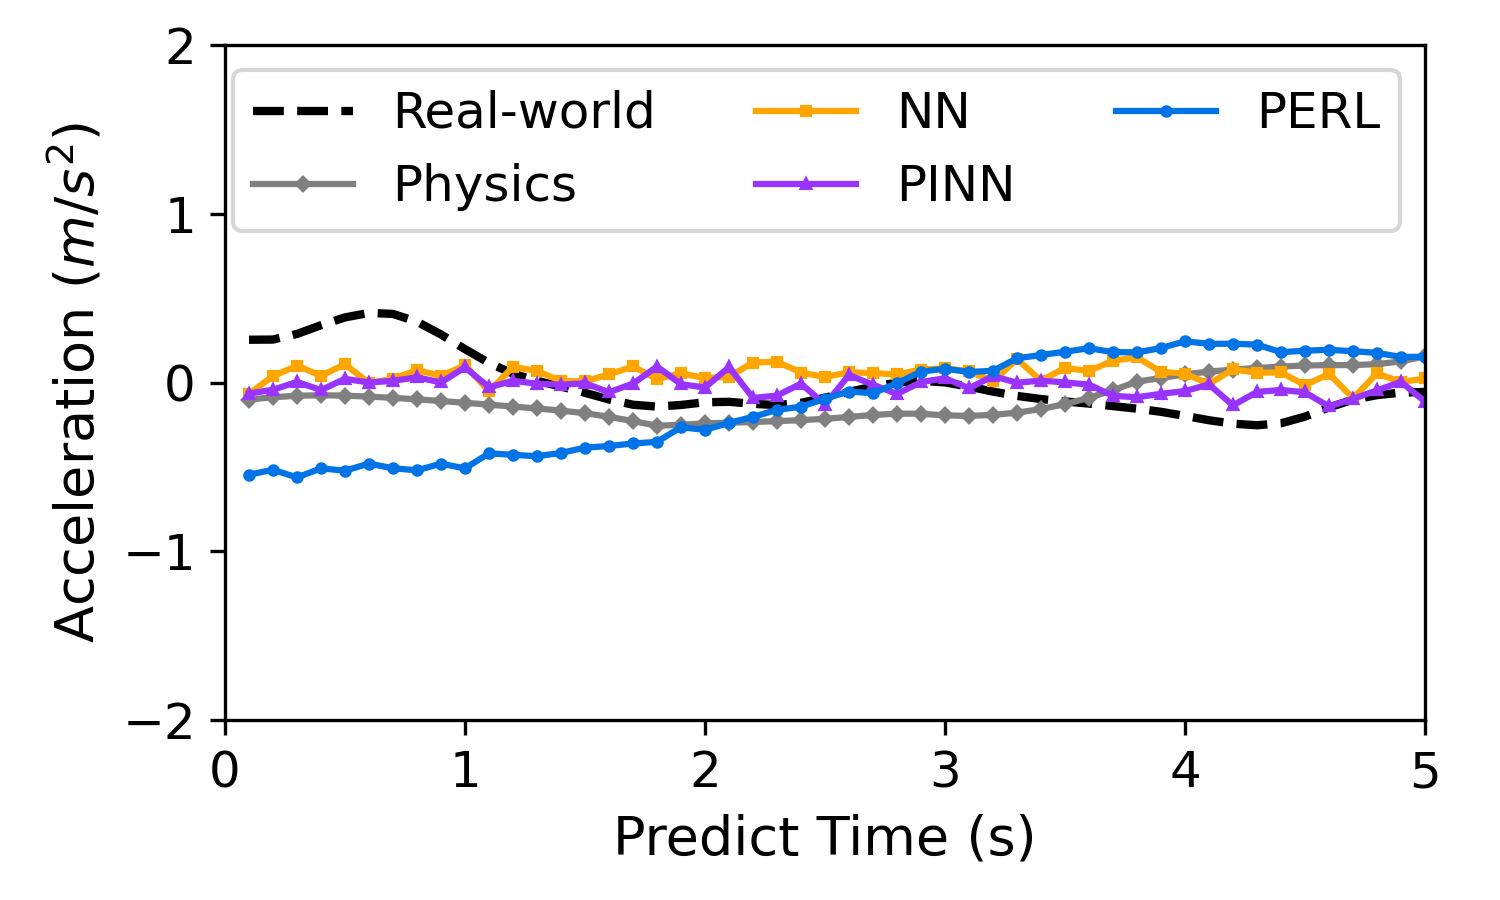 Acceleration (m/s²)
2
1
0
−1
−2
Real-world
Physics
NN
PINN
PERL
0 1 2 3 4 5
Predict Time (s)